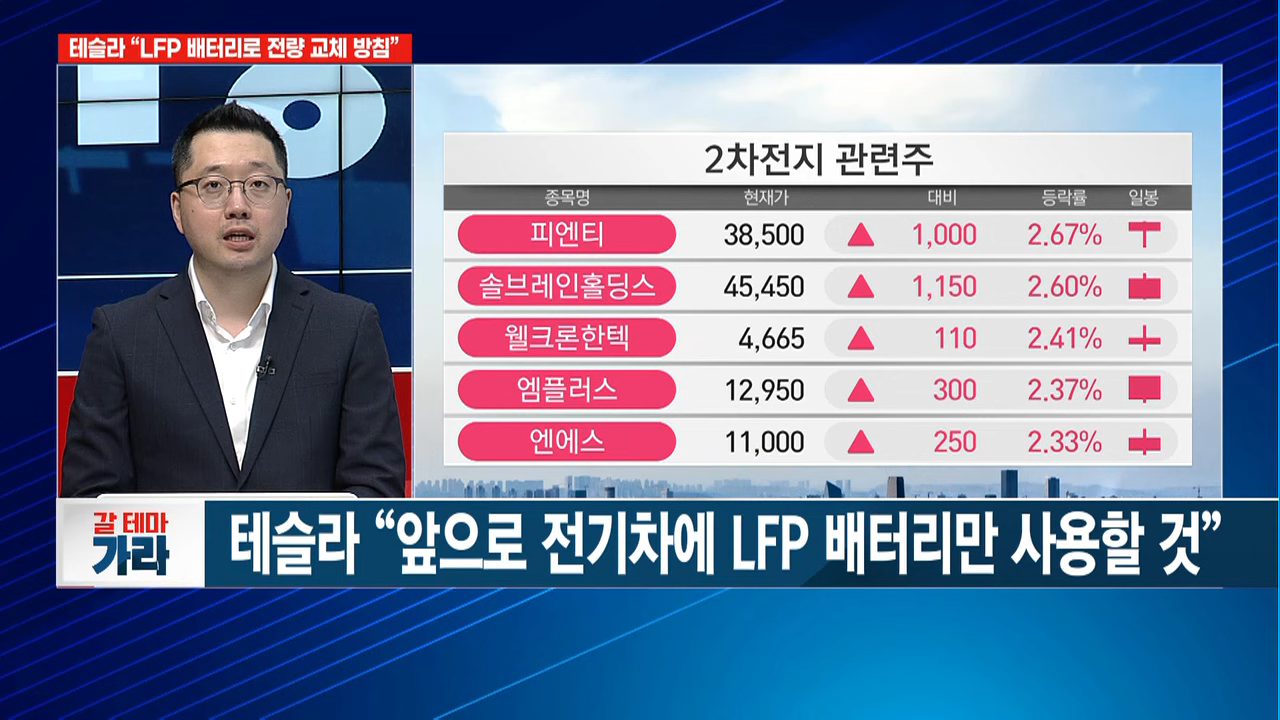 테슬라 “LFP 배터리로 전량 교체 방침”
2차전지 관련주
종목명 현재가 대비 등락률 일봉
피엔티 38,500 ▲ 1,000 2.67%
솔브레인홀딩스 45,450 ▲ 1,150 2.60%
웰크론한텍 4,665 ▲ 110 2.41%
엠플러스 12,950 ▲ 300 2.37%
엔에스 11,000 ▲ 250 2.33%
갈 테마
가라
테슬라 “앞으로 전기차에 LFP 배터리만 사용할 것”